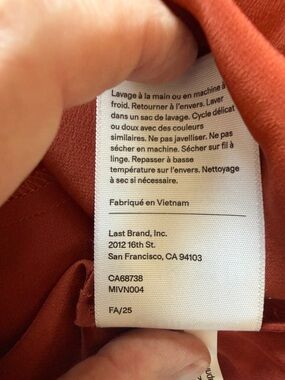 Lavage à la main ou en machine à
froid. Retourner à l'envers. Laver
dans un sac de lavage. Cycle délicat
ou doux avec des couleurs
similaires. Ne pas javelliser. Ne pas
sécher en machine. Sécher sur fil à
linge. Repasser à basse
température sur l'envers. Nettoyage
à sec si nécessaire.
Fabriqué en Vietnam
Last Brand, Inc.
2012 16th St.
San Francisco, CA 94103
CA68738
MIVN004
FA/25